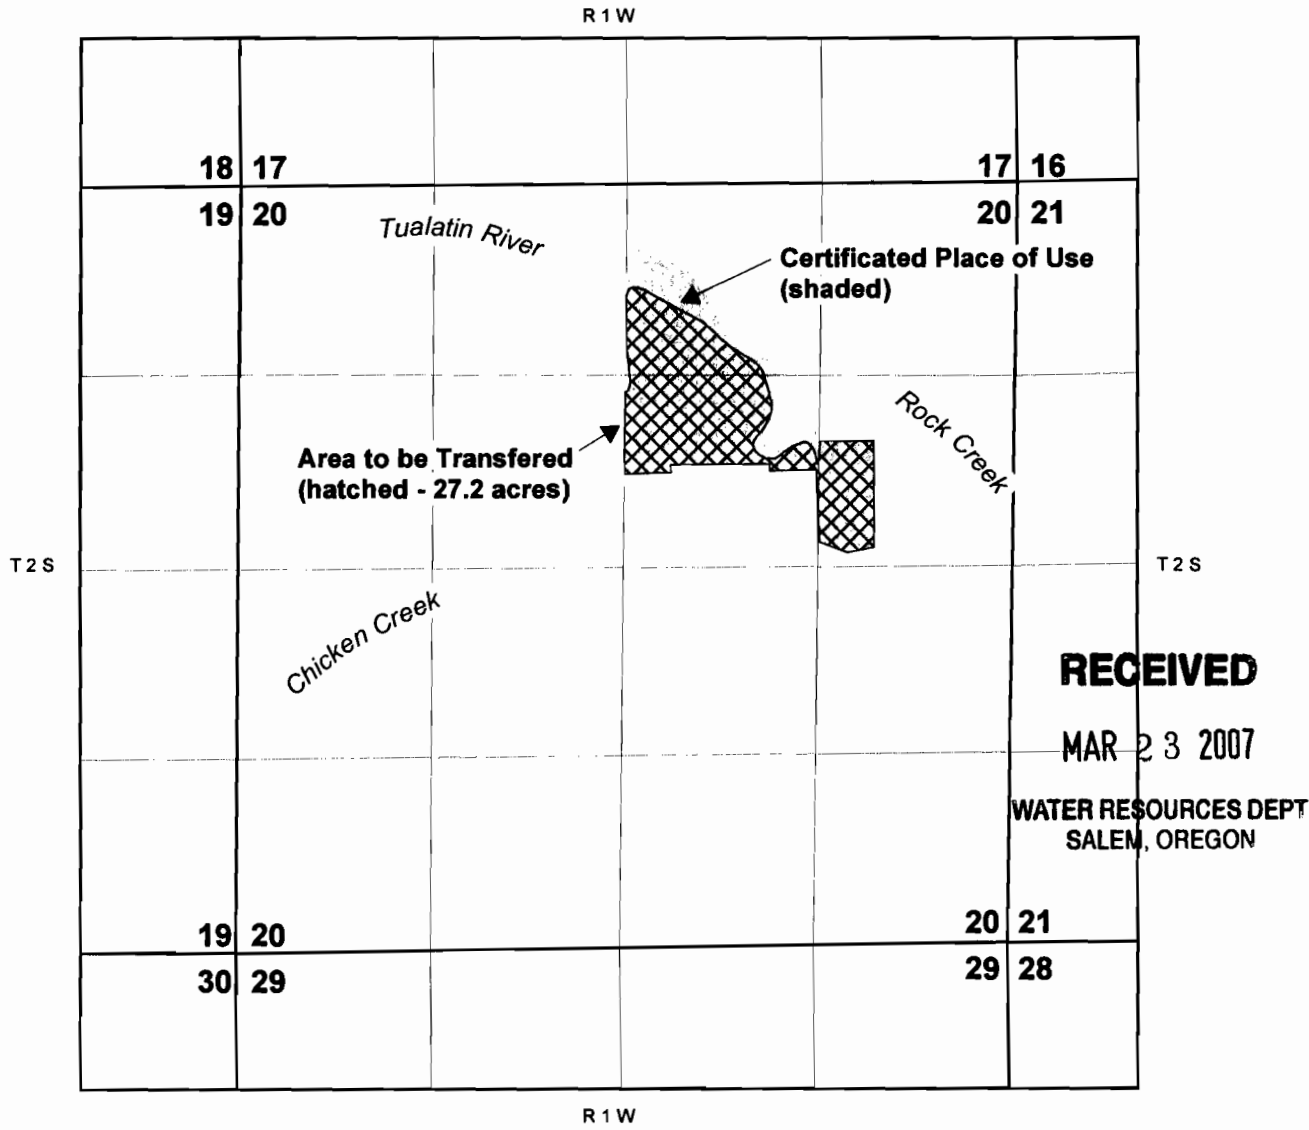 R 1 W
18 17
17 16
19 20
20 21
Tualatin River
Certificated Place of Use
(shaded)
Rock Creek
Area to be Transfered
(hatched - 27.2 acres)
T 2 S
T 2 S
Chicken Creek
RECEIVED
MAR 23 2007
WATER RESOURCES DEPT
SALEM, OREGON
19 20
20 21
30 29
29 28
R 1 W